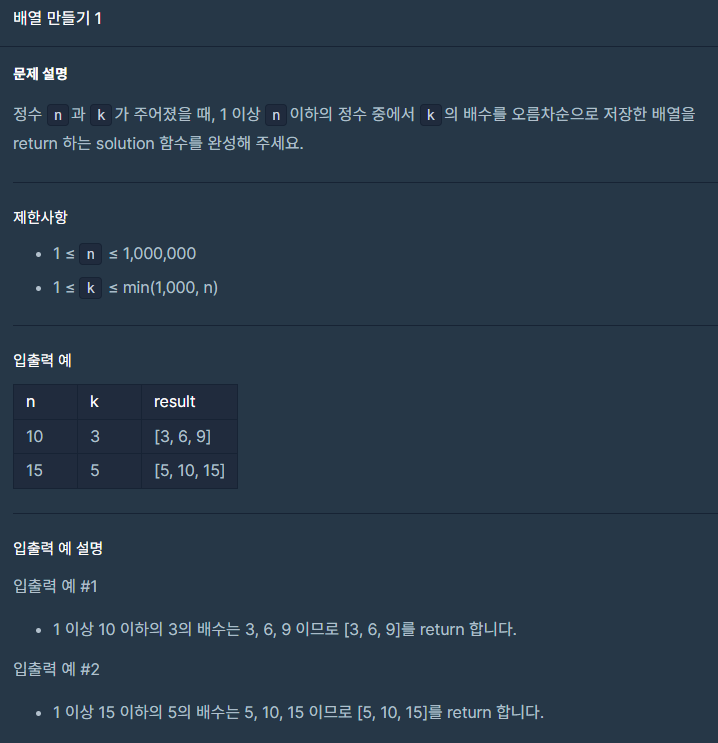 배열 만들기 1
문제 설명
정수 n과 k가 주어졌을 때, 1 이상 n이하의 정수 중에서 k의 배수를 오름차순으로 저장한 배열을
return 하는 solution 함수를 완성해 주세요.
제한사항
• 1 ≤ n ≤ 1,000,000
• 1 ≤ k ≤ min(1,000, n)
입출력 예
n k result
10 3 [3, 6, 9]
15 5 [5, 10, 15]
입출력 예 설명
입출력 예 #1
• 1 이상 10 이하의 3의 배수는 3, 6, 9 이므로 [3, 6, 9]를 return 합니다.
입출력 예 #2
• 1 이상 15 이하의 5의 배수는 5, 10, 15 이므로 [5, 10, 15]를 return 합니다.